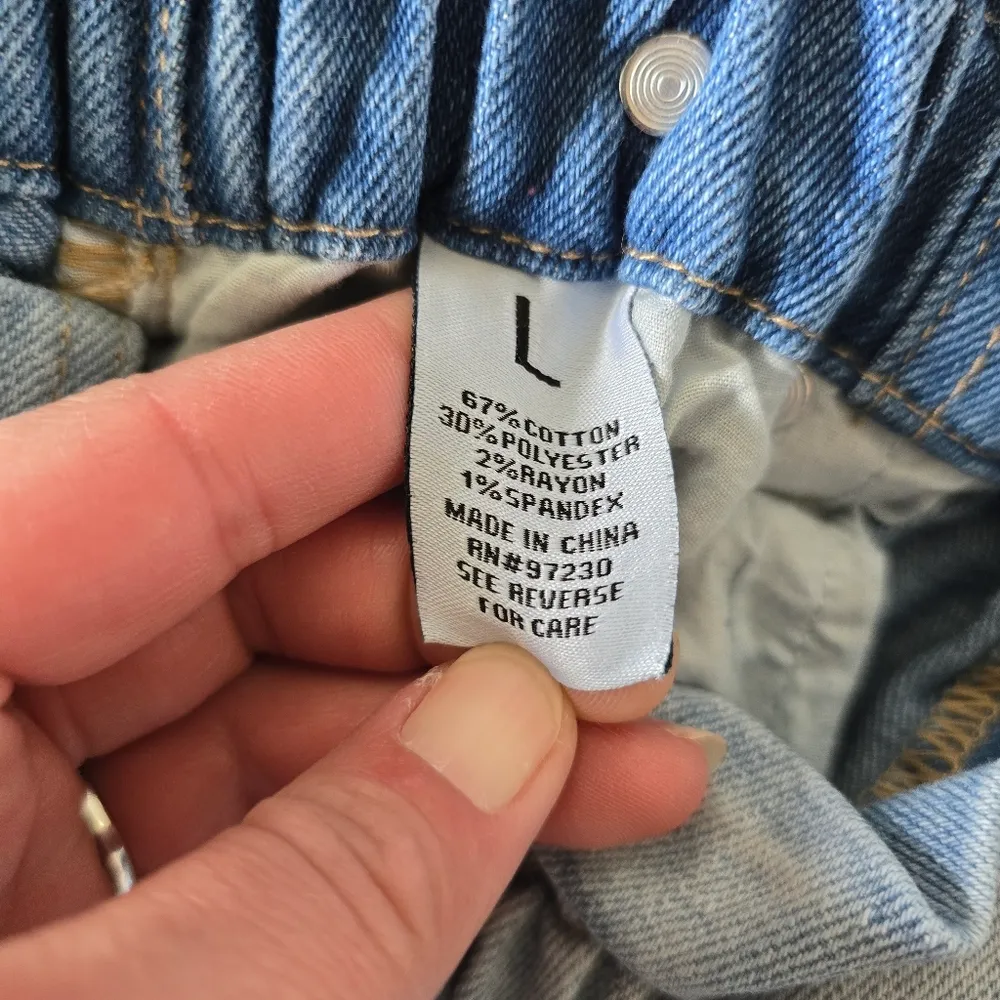 L
67%COTTON
30%POLYESTER
2%RAYON
1%SPANDEX
MADE IN CHINA
RN#97230
SEE REVERSE
FOR CARE